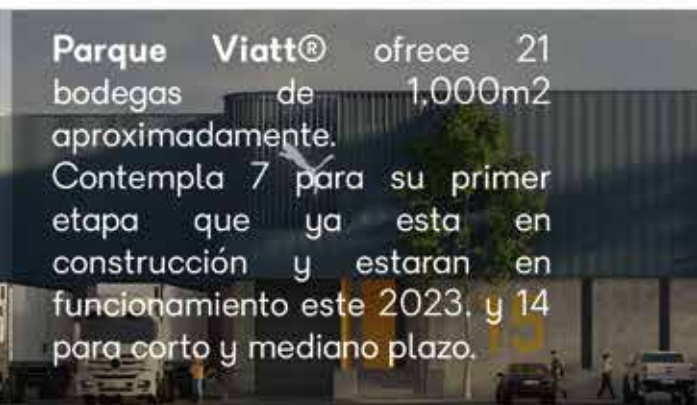 Parque Viatt® ofrece 21
bodegas de 1,000m2
aproximadamente.
Contempla 7 para su primer
etapa que ya esta en
construcción y estaran en
funcionamiento este 2023, y 14
para corto y mediano plazo.
15